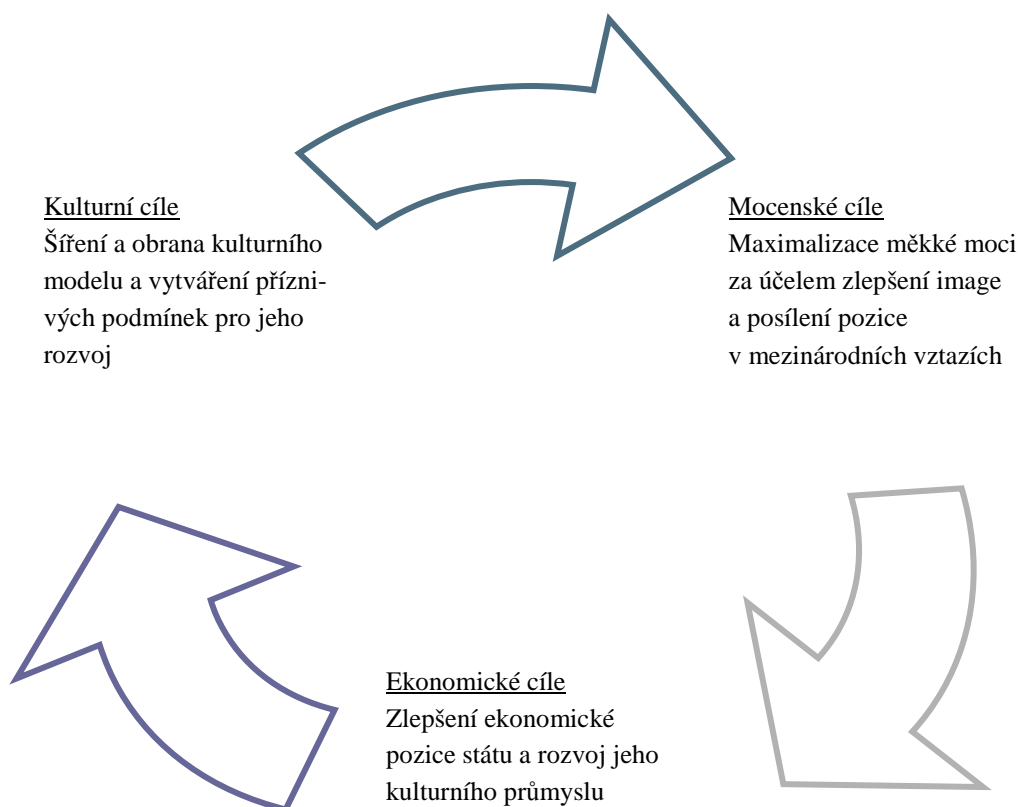 Kulturní cíle
Šíření a obrana kulturního
modelu a vytváření přízni-
vých podmínek pro jeho
rozvoj
Mocenské cíle
Maximalizace měkké moci
za účelem zlepšení image
a posílení pozice
v mezinárodních vztazích
Ekonomické cíle
Zlepšení ekonomické
pozice státu a rozvoj jeho
kulturního průmyslu